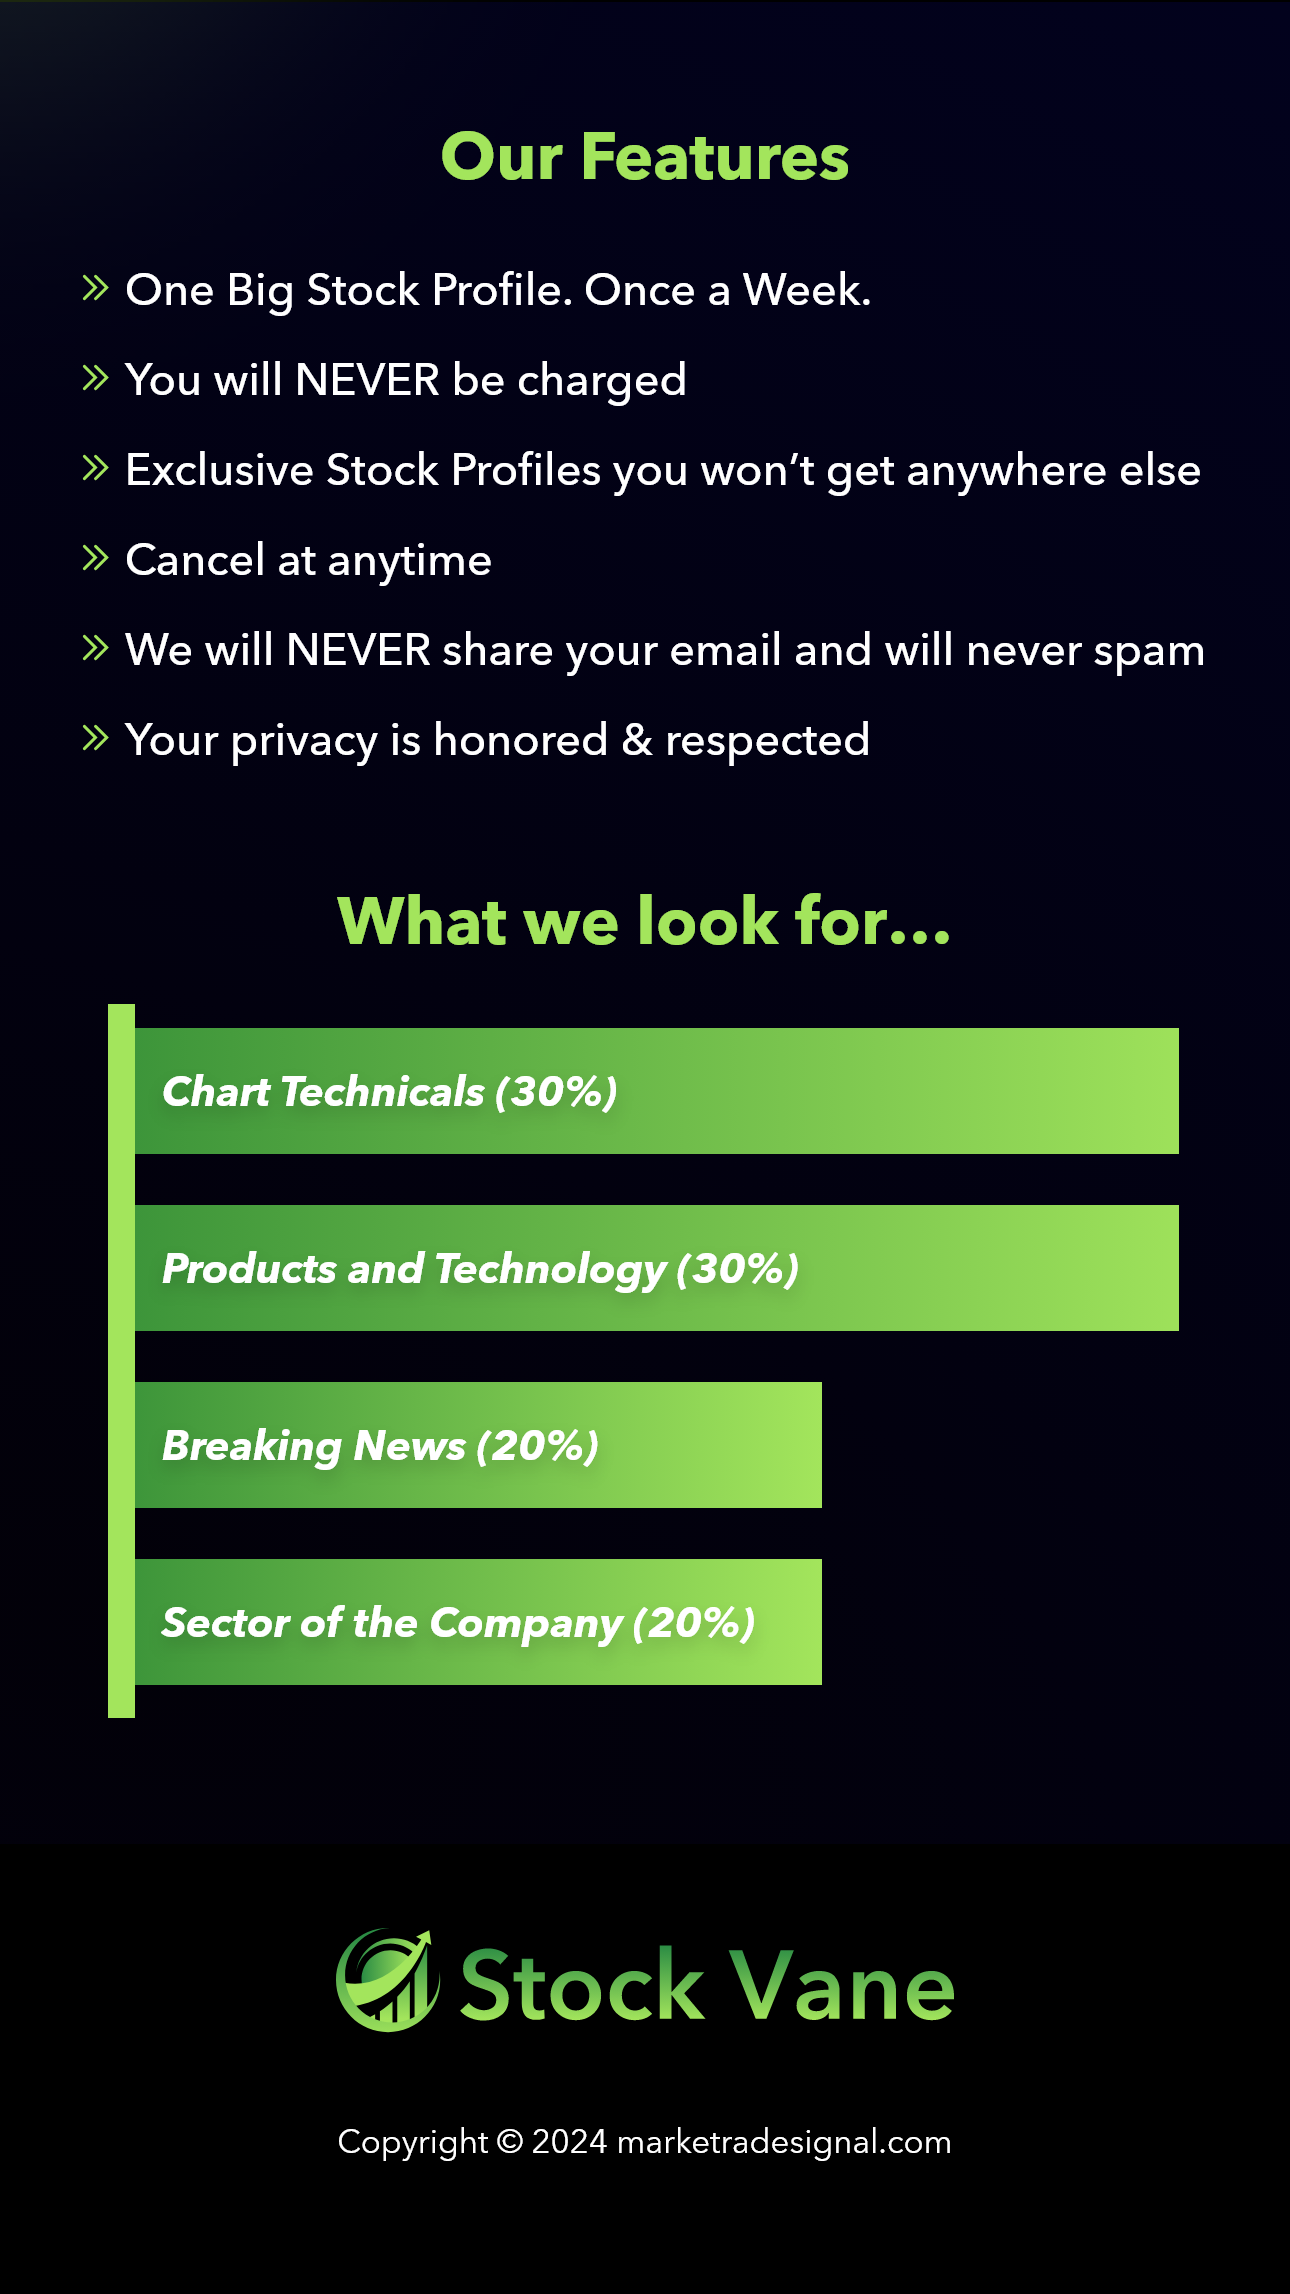 Our Features
One Big Stock Profile. Once a Week.
You will NEVER be charged
Exclusive Stock Profiles you won’t get anywhere else
Cancel at anytime
We will NEVER share your email and will never spam
Your privacy is honored & respected
What we look for...
Chart Technicals (30%)
Products and Technology (30%)
Breaking News (20%)
Sector of the Company (20%)
Stock Vane
Copyright © 2024 marketradesignal.com